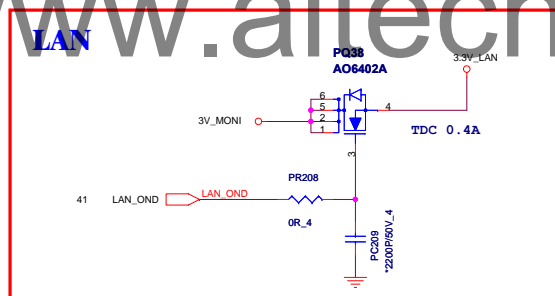 www.aitech
LAN
PQ38
AO6402A
3.3V_LAN
6
5
2
1
4
3V_MONI
TDC 0.4A
3
PR208
41
LAN_OND
LAN_OND
0R_4
PC209
*2200P/50V_4